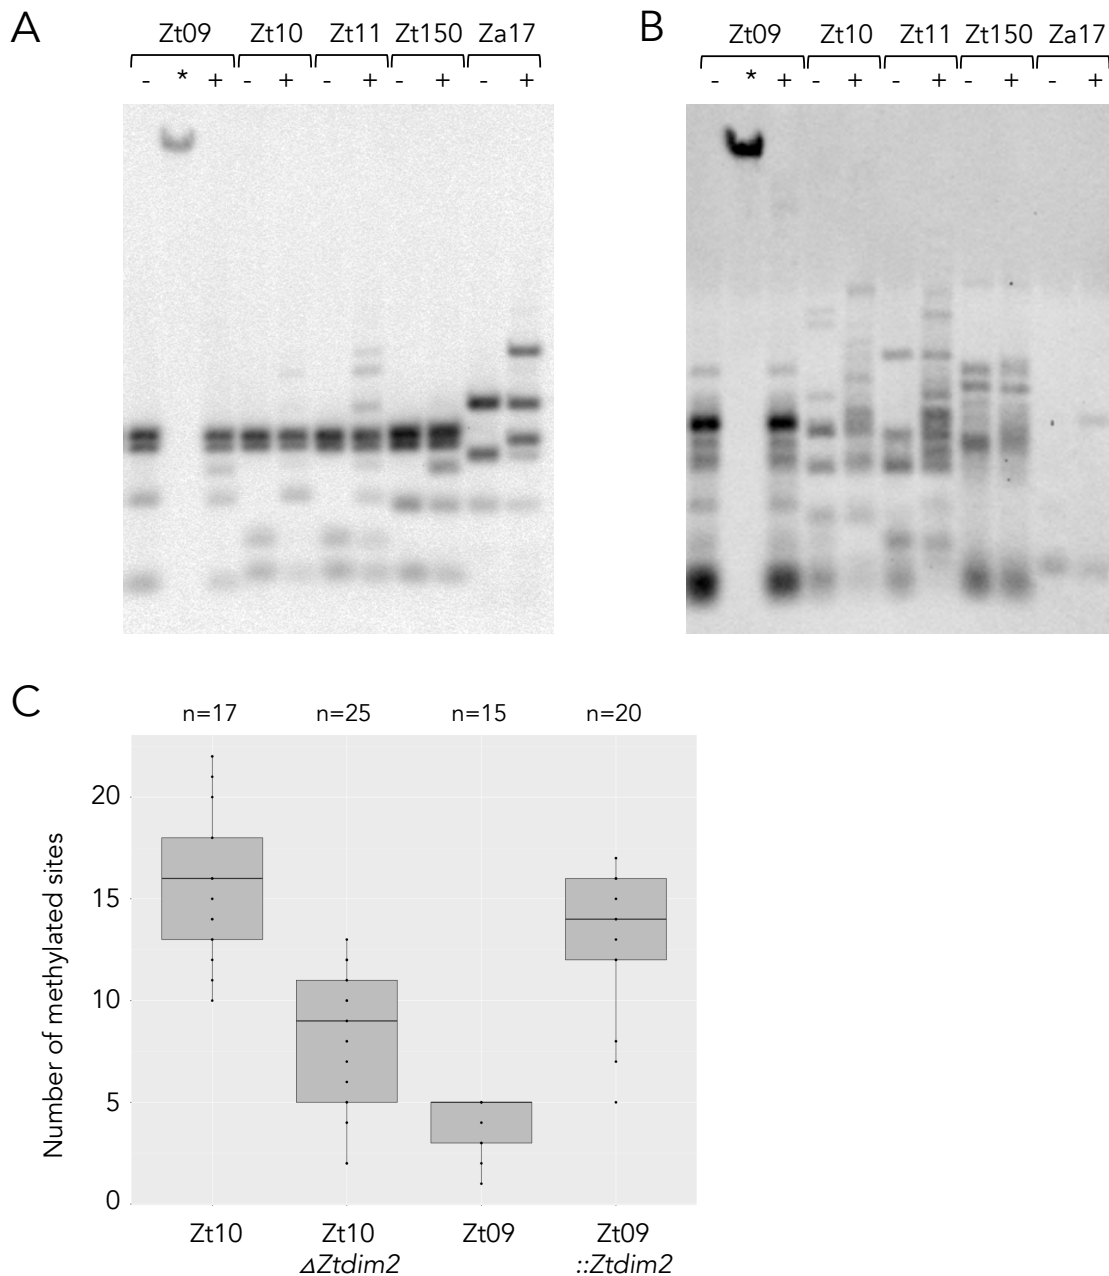 A
Zt09 Zt10 Zt11 Zt150 Za17
- * + - + - + - + - +
B
Zt09 Zt10 Zt11 Zt150 Za17
- * + - + - + - + - +
C
n=17 n=25 n=15 n=20
Number of methylated sites
20
15
10
5
0
Zt10 Zt10 Zt09 Zt09
ΔZtdim2 ::Ztdim2